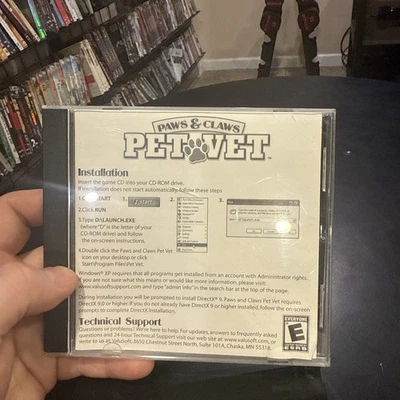 PAWS & CLAWS
PET VET™
Installation
Insert the game CD into your CD-ROM drive.
If installation does not start automatically follow these steps
1.Click START
2.Click RUN
3.Type D:\LAUNCH.EXE
(where "D" is the letter of
your CD-ROM drive) and follow
the on-screen instructions.
1.
start
2.
3.
4.Double click the Paws and Claws Pet Vet
icon on your desktop or click
Start\Programs\Pet Vet.
Windows® XP requires that all programs get installed from an account with Administrator rights.
If you are not sure what this means or would like more information, please visit:
www.valusoft.com and type "admin info" in the search bar at the top of the page.
During installation you will be prompted to install DirectX® 9. Paws and Claws Pet Vet requires
DirectX 9.0 or higher. If you do not already have DirectX 9 or higher installed, follow the on-screen
prompts to complete DirectX installation.
Technical Support
Questions or problems? We're here to help. For updates, answers to frequently asked
questions and 24 hour Technical Support Worldwide, visit our website at
www.valusoft.com, or write to us at: ValuSoft, 3650 Chestnut Street North, Suite 101A, Chaska, MN 55318.
EVERYONE
E
ESRB